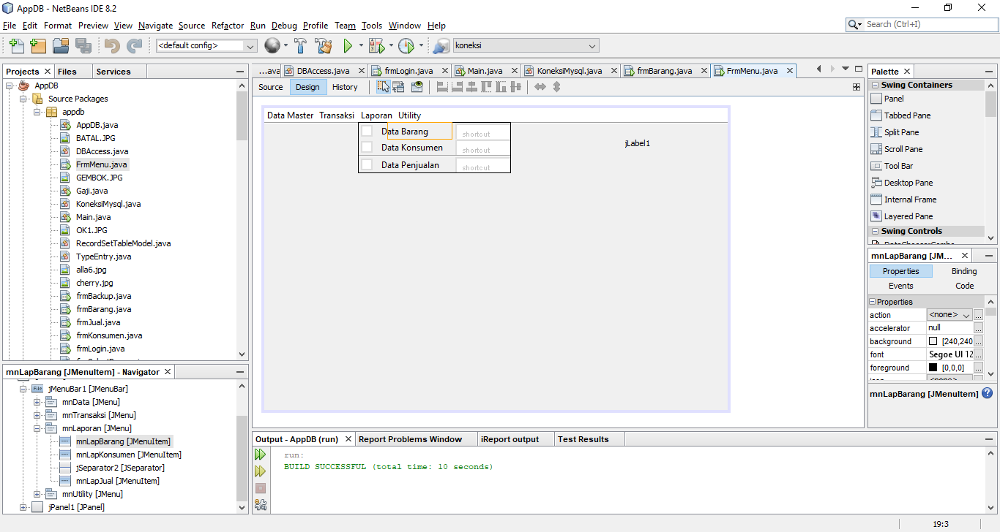 AppDB - NetBeans IDE 8.2
File Edit Format Preview View Navigate Source Refactor Run Debug Profile Team Tools Window Help
Search (Ctrl+I)
<default config>
koneksi
Projects Files Services
AppDB
Source Packages
appdb
AppDB.java
BATAL.JPG
DBAccess.java
FrmMenu.java
GEMBOK.JPG
Gaji.java
KoneksiMysql.java
Main.java
OK1.JPG
RecordSetTableModel.java
TypeEntry.java
alla6.jpg
cherry.jpg
frmBackup.java
frmBarang.java
frmJual.java
frmKonsumen.java
frmLogin.java
mnLapBarang [JMenuItem] - Navigator
jMenuBar1 [JMenuBar]
mnData [JMenu]
mnTransaksi [JMenu]
mnLaporan [JMenu]
mnLapBarang [JMenuItem]
mnLapKonsumen [JMenuItem]
jSeparator2 [JSeparator]
mnLapJual [JMenuItem]
mnUtility [JMenu]
jPanel1 [JPanel]
...ava DBAccess.java frmLogin.java Main.java KoneksiMysql.java frmBarang.java FrmMenu.java
Source Design History
Data Master Transaksi Laporan Utility
Data Barang shortcut
Data Konsumen shortcut
Data Penjualan shortcut
jLabel1
Output - AppDB (run) Report Problems Window iReport output Test Results
run:
BUILD SUCCESSFUL (total time: 10 seconds)
Palette
Swing Containers
Panel
Tabbed Pane
Split Pane
Scroll Pane
Tool Bar
Desktop Pane
Internal Frame
Layered Pane
Swing Controls
mnLapBarang [JM...
Properties Binding
Events Code
Properties
action <none> ...
accelerator null ...
background [240,240 ...
font Segoe UI 12 ...
foreground [0,0,0] ...
mnLapBarang [JMenuItem]
19:3